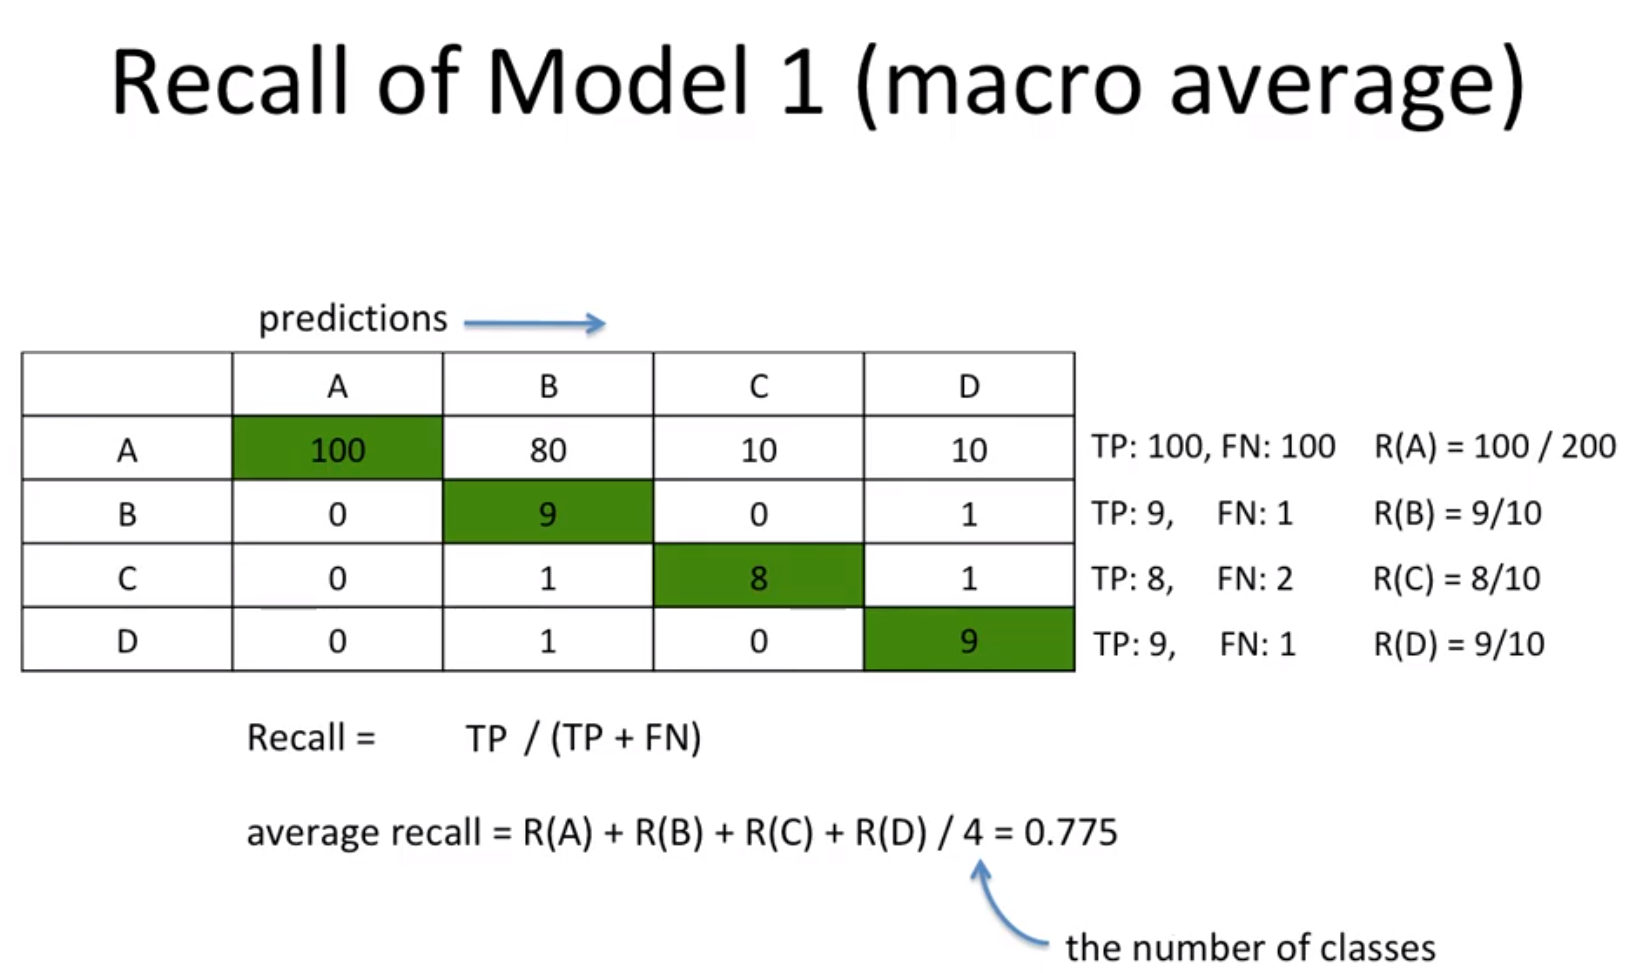 Recall of Model 1 (macro average)
predictions
A B C D
A 100 80 10 10 TP: 100, FN: 100 R(A) = 100 / 200
B 0 9 0 1 TP: 9, FN: 1 R(B) = 9/10
C 0 1 8 1 TP: 8, FN: 2 R(C) = 8/10
D 0 1 0 9 TP: 9, FN: 1 R(D) = 9/10
Recall = TP / (TP + FN)
average recall = R(A) + R(B) + R(C) + R(D) / 4 = 0.775
the number of classes